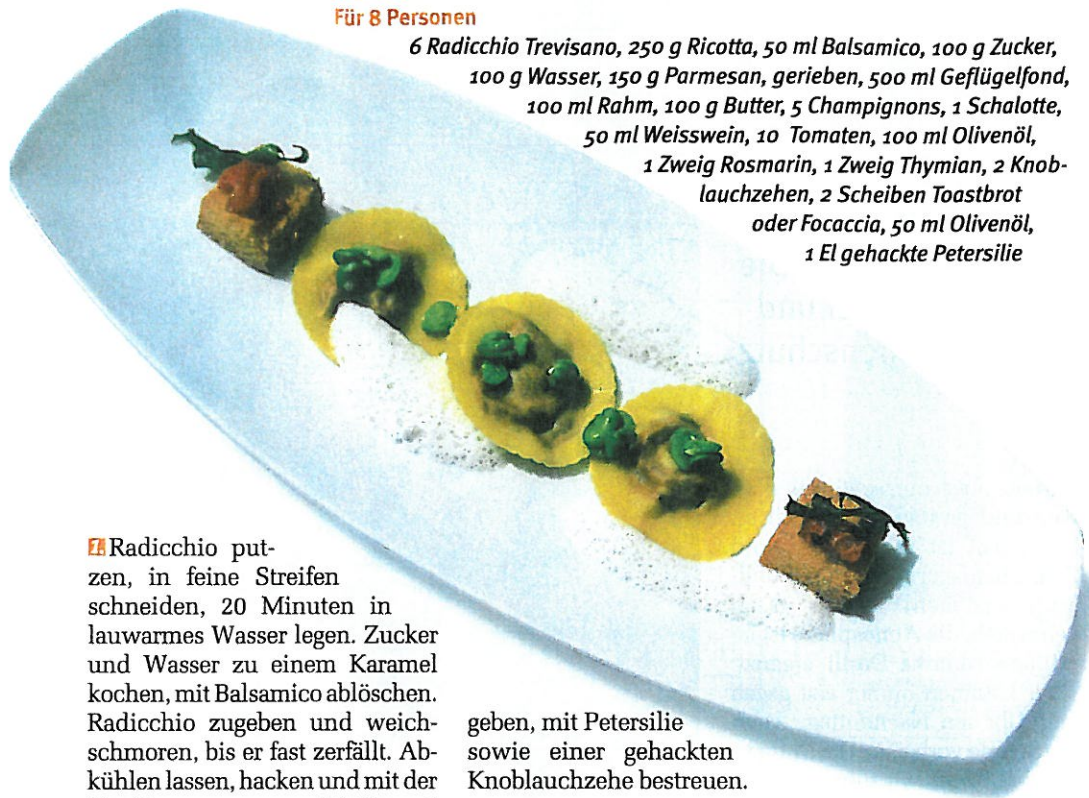 Für 8 Personen
6 Radicchio Trevisano, 250 g Ricotta, 50 ml Balsamico, 100 g Zucker,
100 g Wasser, 150 g Parmesan, gerieben, 500 ml Geflügelfond,
100 ml Rahm, 100 g Butter, 5 Champignons, 1 Schalotte,
50 ml Weisswein, 10 Tomaten, 100 ml Olivenöl,
1 Zweig Rosmarin, 1 Zweig Thymian, 2 Knob-
lauchzehen, 2 Scheiben Toastbrot
oder Focaccia, 50 ml Olivenöl,
1 El gehackte Petersilie
1. Radicchio put-
zen, in feine Streifen
schneiden, 20 Minuten in
lauwarmes Wasser legen. Zucker
und Wasser zu einem Karamel
kochen, mit Balsamico ablöschen.
Radicchio zugeben und weich-
schmoren, bis er fast zerfällt. Ab-
kühlen lassen, hacken und mit der
geben, mit Petersilie
sowie einer gehackten
Knoblauchzehe bestreuen.